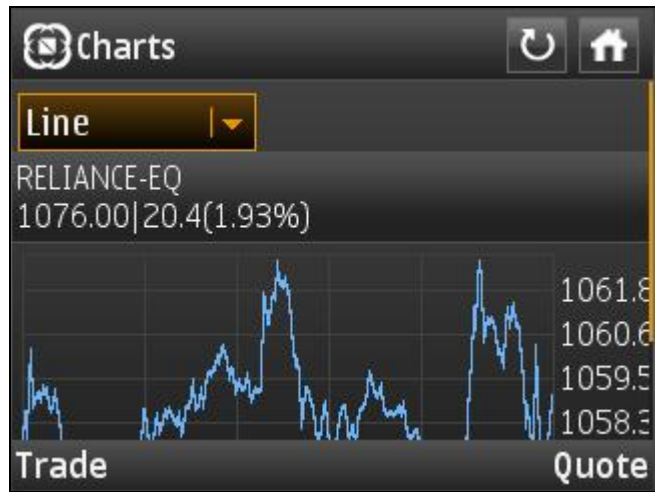 Charts
Line
RELIANCE-EQ
1076.00|20.4(1.93%)
1061.8
1060.6
1059.5
1058.3
Trade
Quote